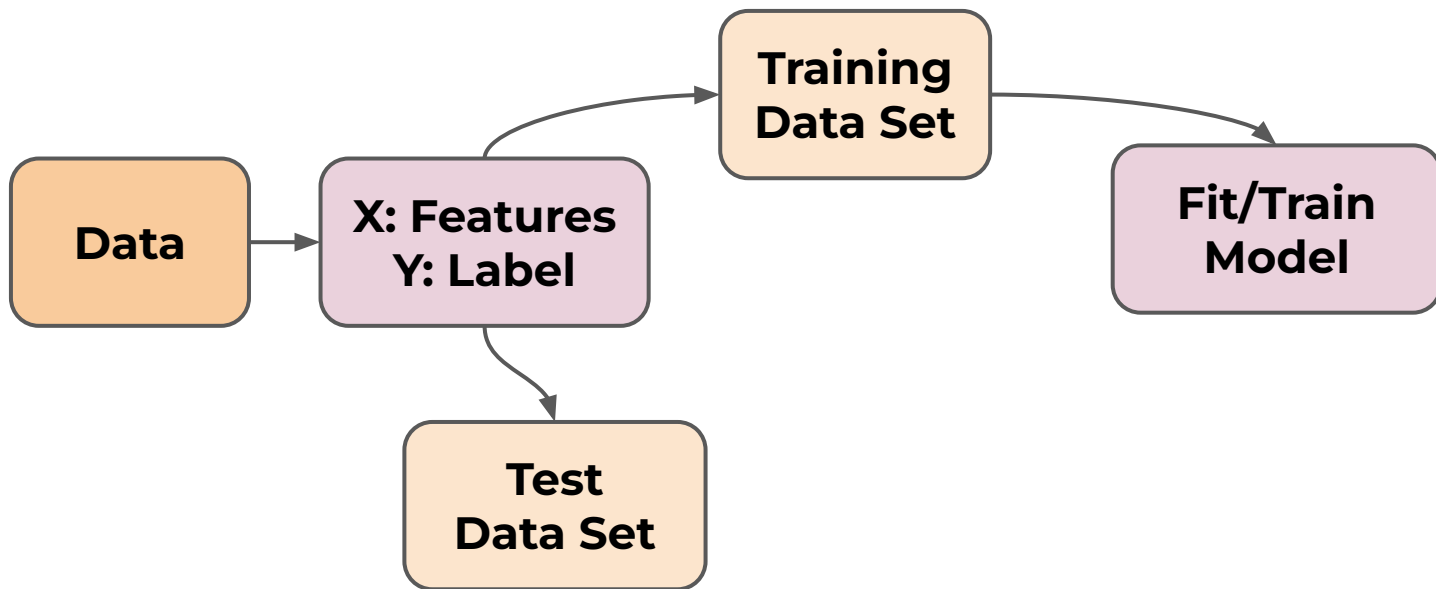 Training
Data Set
Data
X: Features
Y: Label
Fit/Train
Model
Test
Data Set